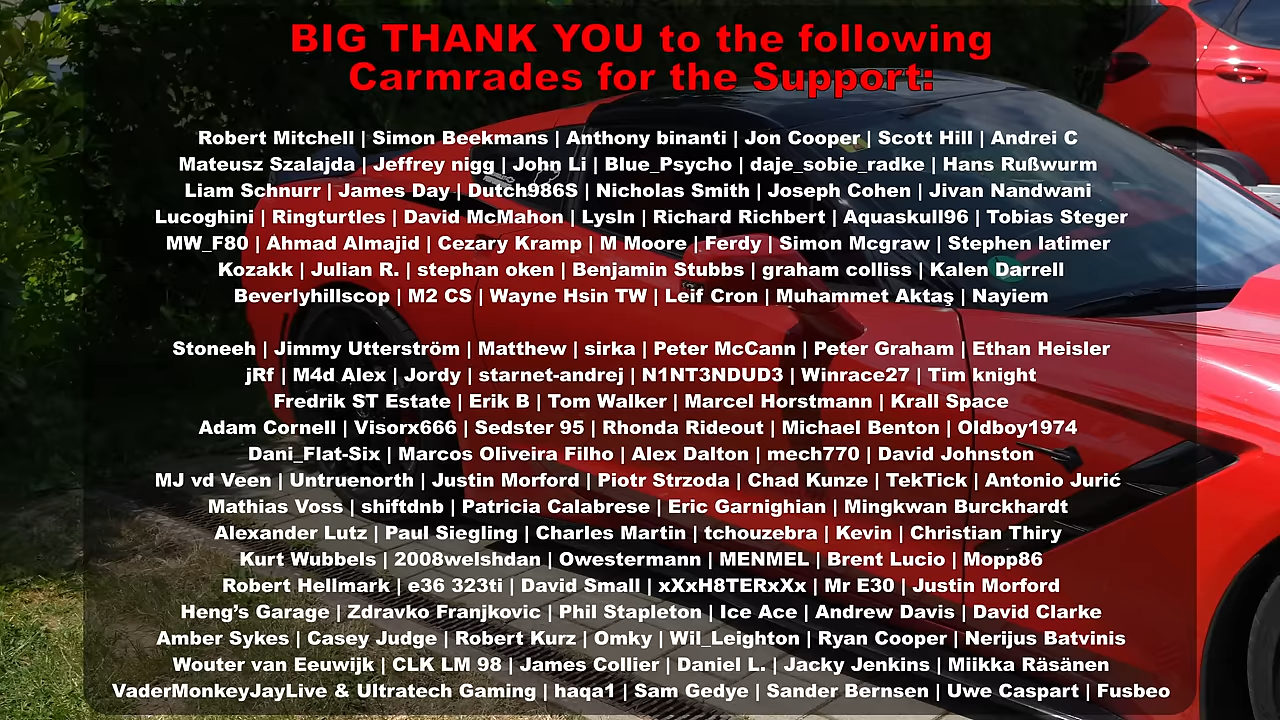 BIG THANK YOU to the following
Carmrades for the Support:
Robert Mitchell | Simon Beekmans | Anthony binanti | Jon Cooper | Scott Hill | Andrei C
Mateusz Szalajda | Jeffrey nigg | John Li | Blue_Psycho | daje_sobie_radke | Hans Rußwurm
Liam Schnurr | James Day | Dutch986S | Nicholas Smith | Joseph Cohen | Jivan Nandwani
Lucoghini | Ringturtles | David McMahon | Lysln | Richard Richbert | Aquaskull96 | Tobias Steger
MW_F80 | Ahmad Almajid | Cezary Kramp | M Moore | Ferdy | Simon Mcgraw | Stephen latimer
Kozakk | Julian R. | stephan oken | Benjamin Stubbs | graham colliss | Kalen Darrell
Beverlyhillscop | M2 CS | Wayne Hsin TW | Leif Cron | Muhammet Aktaş | Nayiem
Stoneeh | Jimmy Utterström | Matthew | sirka | Peter McCann | Peter Graham | Ethan Heisler
jRf | M4d Alex | Jordy | starnet-andrej | N1NT3NDUD3 | Winrace27 | Tim knight
Fredrik ST Estate | Erik B | Tom Walker | Marcel Horstmann | Krall Space
Adam Cornell | Visorx666 | Sedster 95 | Rhonda Rideout | Michael Benton | Oldboy1974
Dani_Flat-Six | Marcos Oliveira Filho | Alex Dalton | mech770 | David Johnston
MJ vd Veen | Untruenorth | Justin Morford | Piotr Strzoda | Chad Kunze | TekTick | Antonio Jurić
Mathias Voss | shiftdnb | Patricia Calabrese | Eric Garnighian | Mingkwan Burckhardt
Alexander Lutz | Paul Siegling | Charles Martin | tchouzebra | Kevin | Christian Thiry
Kurt Wubbels | 2008welshdan | Owestermann | MENMEL | Brent Lucio | Mopp86
Robert Hellmark | e36 323ti | David Small | xXxH8TERxXx | Mr E30 | Justin Morford
Heng’s Garage | Zdravko Franjkovic | Phil Stapleton | Ice Ace | Andrew Davis | David Clarke
Amber Sykes | Casey Judge | Robert Kurz | Omky | Wil_Leighton | Ryan Cooper | Nerijus Batvinis
Wouter van Eeuwijk | CLK LM 98 | James Collier | Daniel L. | Jacky Jenkins | Miikka Räsänen
VaderMonkeyJayLive & Ultratech Gaming | haqa1 | Sam Gedye | Sander Bernsen | Uwe Caspart | Fusbeo